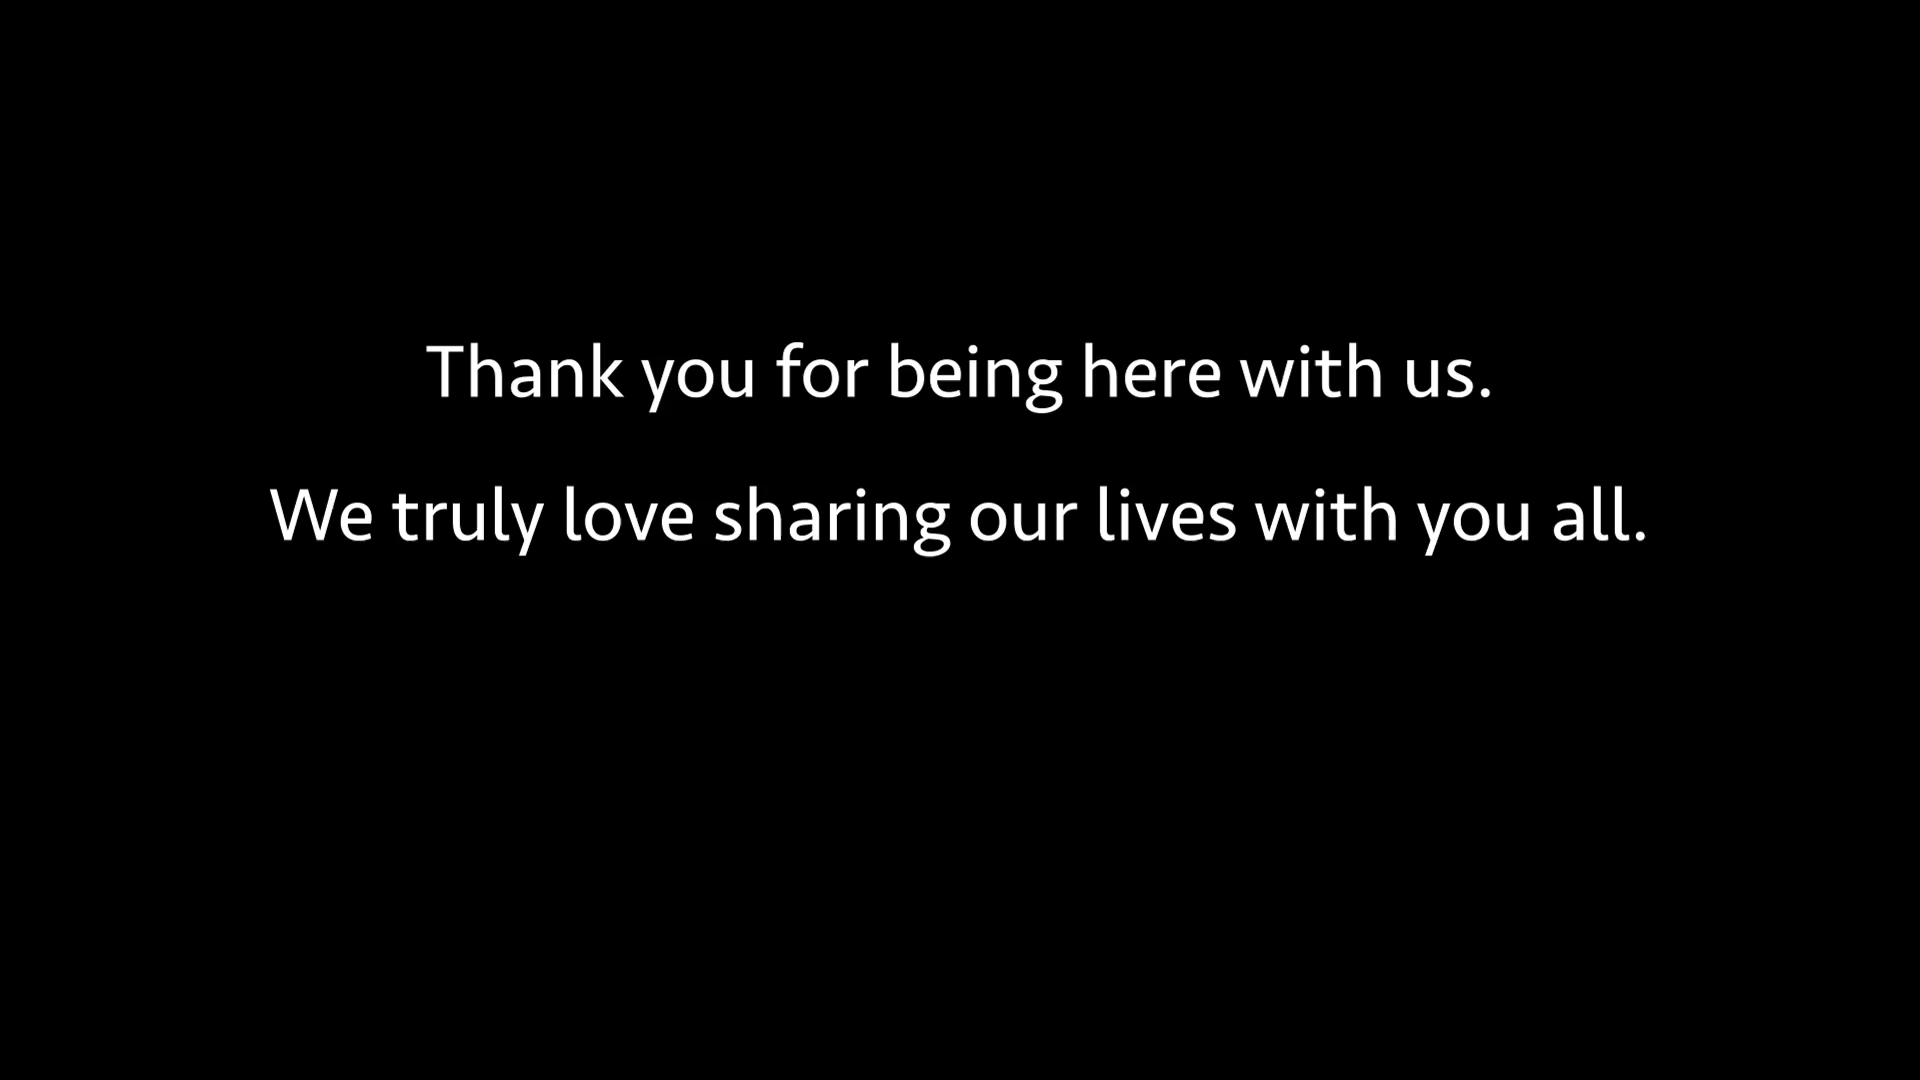 Thank you for being here with us.
We truly love sharing our lives with you all.